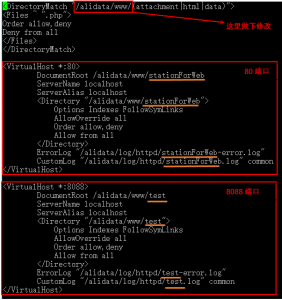 <DirectoryMatch "/alidata/www/(attachment|html|data)">
<Files ~ ".php">
Order allow,deny
Deny from all
</Files>
</DirectoryMatch>
这里做下修改
<VirtualHost *:80>
80 端口
DocumentRoot /alidata/www/stationForWeb
ServerName localhost
ServerAlias localhost
<Directory "/alidata/www/stationForWeb">
Options Indexes FollowSymLinks
AllowOverride all
Order allow,deny
Allow from all
</Directory>
ErrorLog "/alidata/log/httpd/stationForWeb-error.log"
CustomLog "/alidata/log/httpd/stationForWeb.log" common
</VirtualHost>
<VirtualHost *:8088>
8088 端口
DocumentRoot /alidata/www/test
ServerName localhost
ServerAlias localhost
<Directory "/alidata/www/test">
Options Indexes FollowSymLinks
AllowOverride all
Order allow,deny
Allow from all
</Directory>
ErrorLog "/alidata/log/httpd/test-error.log"
CustomLog "/alidata/log/httpd/test.log" common
</VirtualHost>